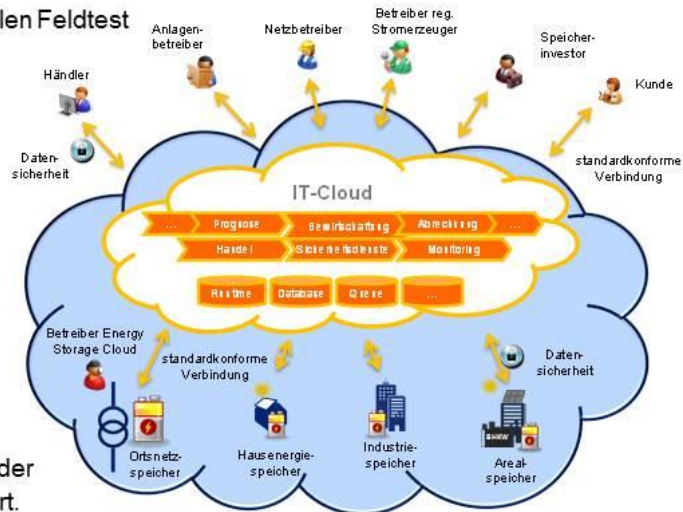 len Feldtest
Anlagen-
betreiber
Netzbetreiber
Betreiber reg.
Stromerzeuger
Speicher-
investor
Händler
Kunde
Daten-
sicherheit
standardkonforme
Verbindung
IT-Cloud
... Prognose Bewirtschaftung Abrechnung ...
Handel Sicherheitsdienste Monitoring
Runtime Database Queue ...
Betreiber Energy
Storage Cloud
standardkonforme
Verbindung
Daten-
sicherheit
BHKW
Ortsnetz-
speicher
Hausenergie-
speicher
Industrie-
speicher
Areal-
speicher
der
rt.